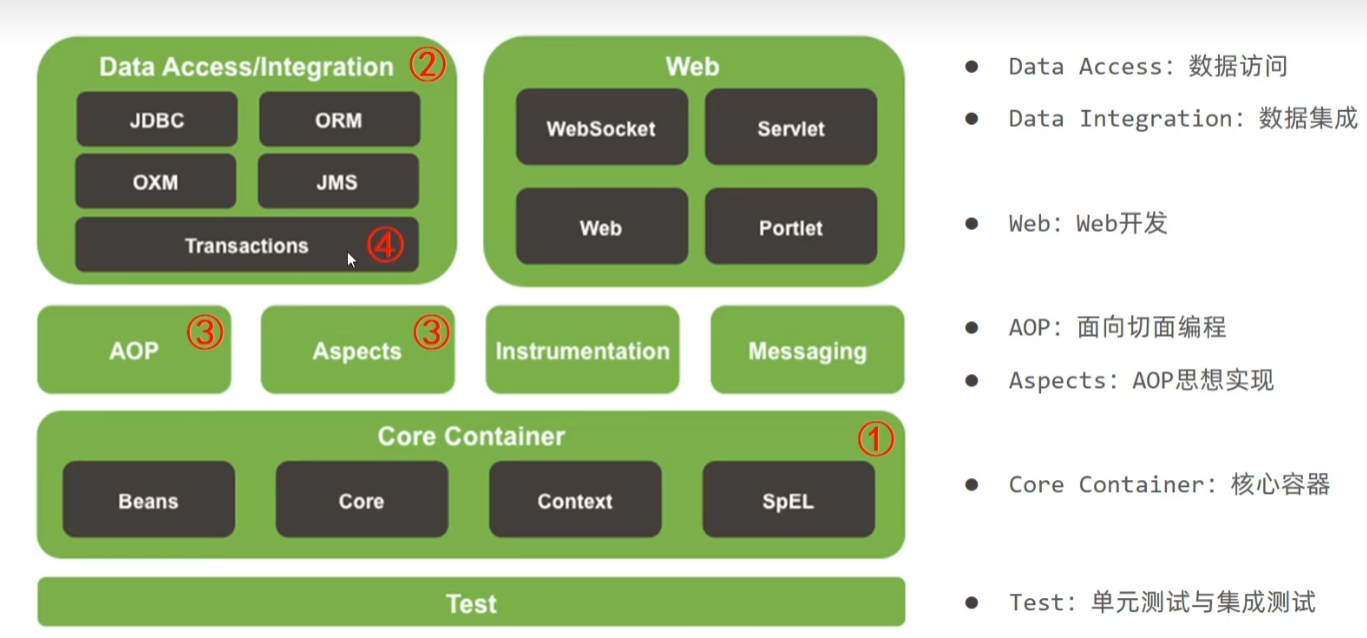 Data Access/Integration ②
JDBC ORM
OXM JMS
Transactions ④
Web
WebSocket Servlet
Web Portlet
AOP ③
Aspects ③
Instrumentation
Messaging
Core Container ①
Beans Core Context SpEL
Test
● Data Access: 数据访问
● Data Integration: 数据集成
● Web: Web开发
● AOP: 面向切面编程
● Aspects: AOP思想实现
● Core Container: 核心容器
● Test: 单元测试与集成测试